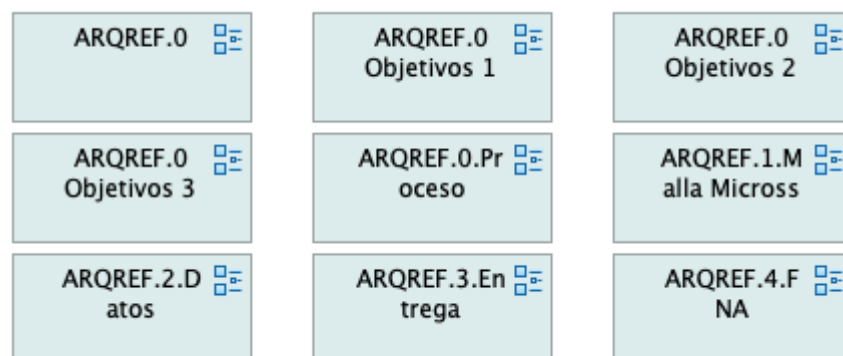 ARQREF.0
ARQREF.0
Objetivos 1
ARQREF.0
Objetivos 2
ARQREF.0
Objetivos 3
ARQREF.0.Pr
oceso
ARQREF.1.M
alla Micross
ARQREF.2.D
atos
ARQREF.3.En
trega
ARQREF.4.F
NA